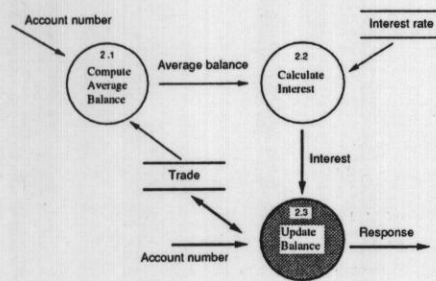 Account number
Interest rate
2.1
Compute
Average
Balance
Average balance
2.2
Calculate
Interest
Trade
Interest
2.3
Update
Balance
Account number
Response